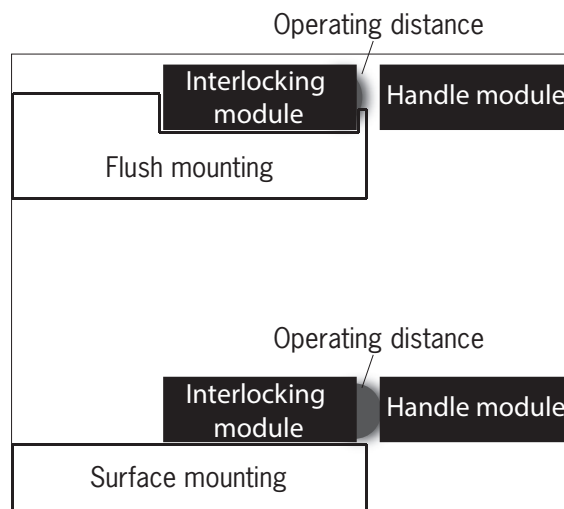 Operating distance
Interlocking
module
Handle module
Flush mounting
Operating distance
Interlocking
module
Handle module
Surface mounting